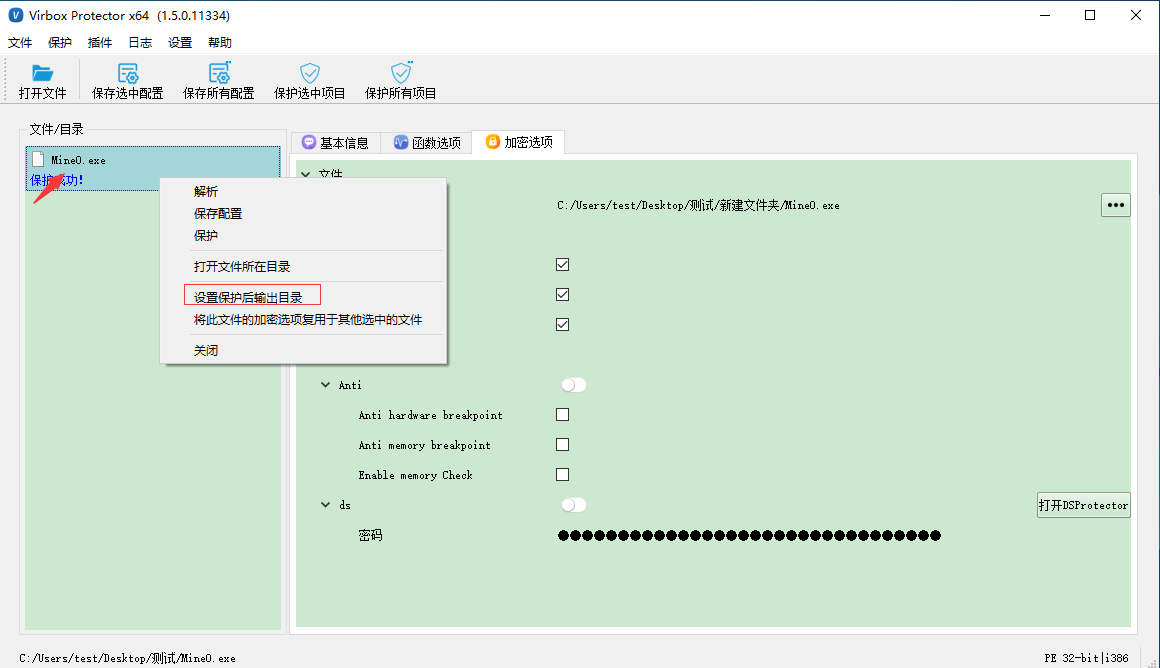 Virbox Protector x64 (1.5.0.11334)
文件 保护 插件 日志 设置 帮助
打开文件 保存选中配置 保存所有配置 保护选中项目 保护所有项目
文件/目录
基本信息 函数选项 加密选项
MineO.exe
保护成功!
文件
解析
保存配置
保护
打开文件所在目录
设置保护后输出目录
将此文件的加密选项复用于其他选中的文件
关闭
C:/Users/test/Desktop/测试/新建文件夹/MineO.exe
Anti
Anti hardware breakpoint
Anti memory breakpoint
Enable memory Check
ds
打开DSProtector
密码
C:/Users/test/Desktop/测试/MineO.exe
PE 32-bit|i386